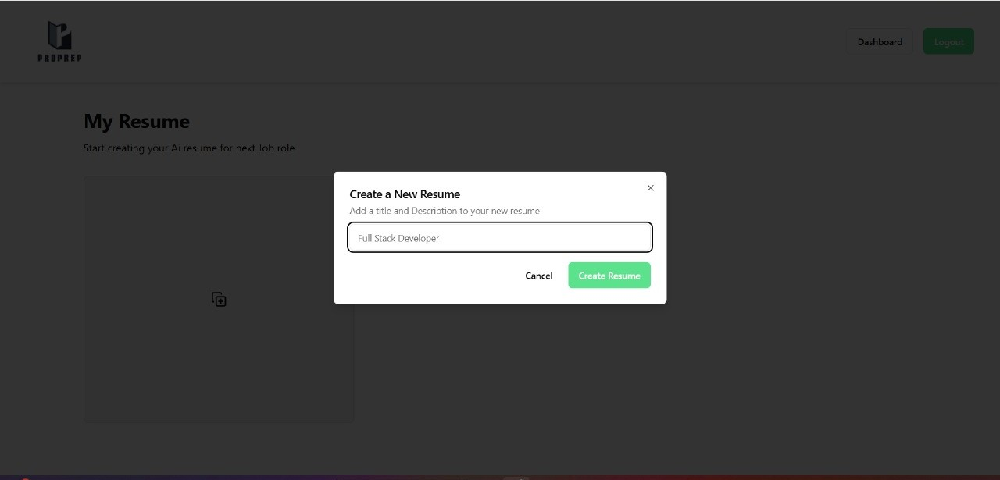 PROPREP
Dashboard
Logout
My Resume
Start creating your Ai resume for next Job role
Create a New Resume
Add a title and Description to your new resume
Full Stack Developer
Cancel
Create Resume